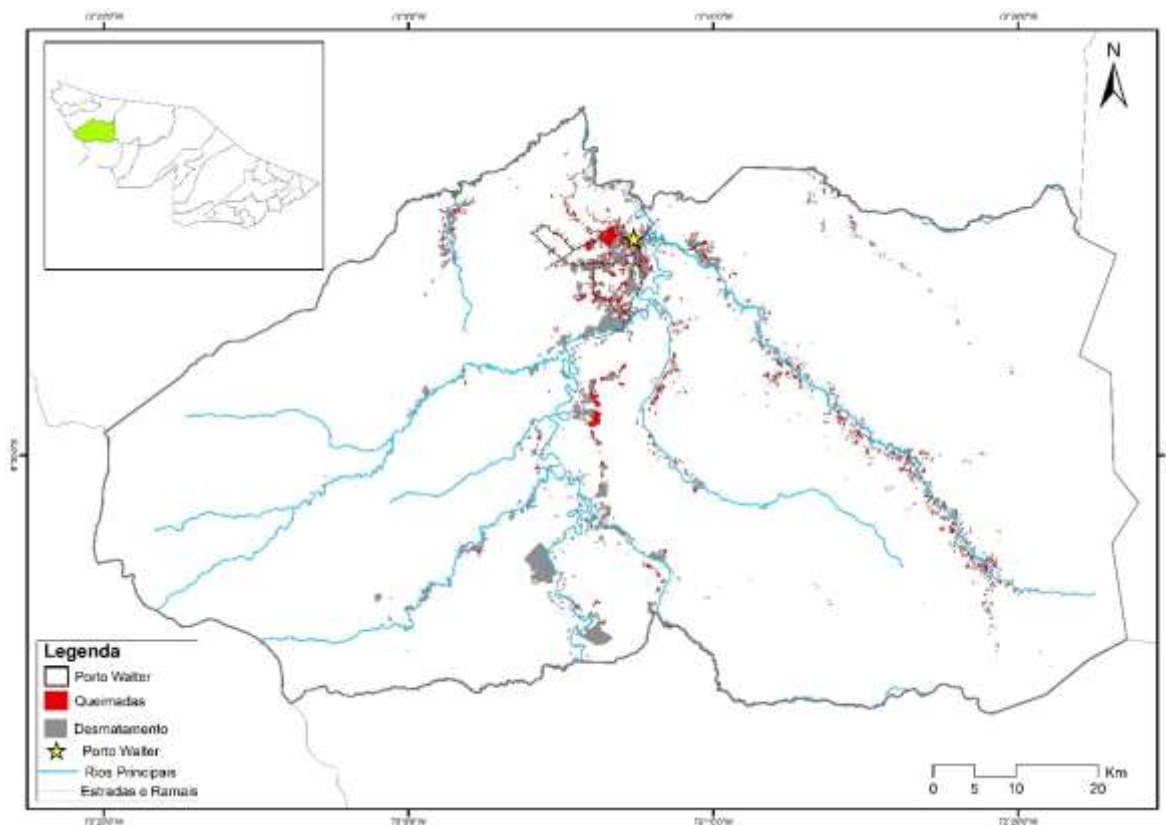 N
Legenda
Porto Walter
Queimadas
Desmatamento
Porto Walter
Rios Principais
Estradas e Ramais
0 5 10 20 Km